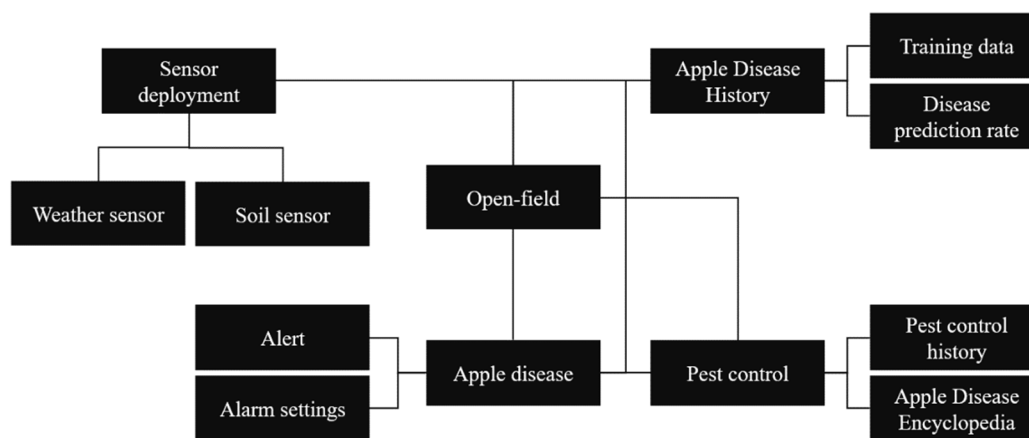 Sensor
deployment
Apple Disease
History
Training data
Disease
prediction rate
Weather sensor
Soil sensor
Open-field
Alert
Alarm settings
Apple disease
Pest control
Pest control
history
Apple Disease
Encyclopedia